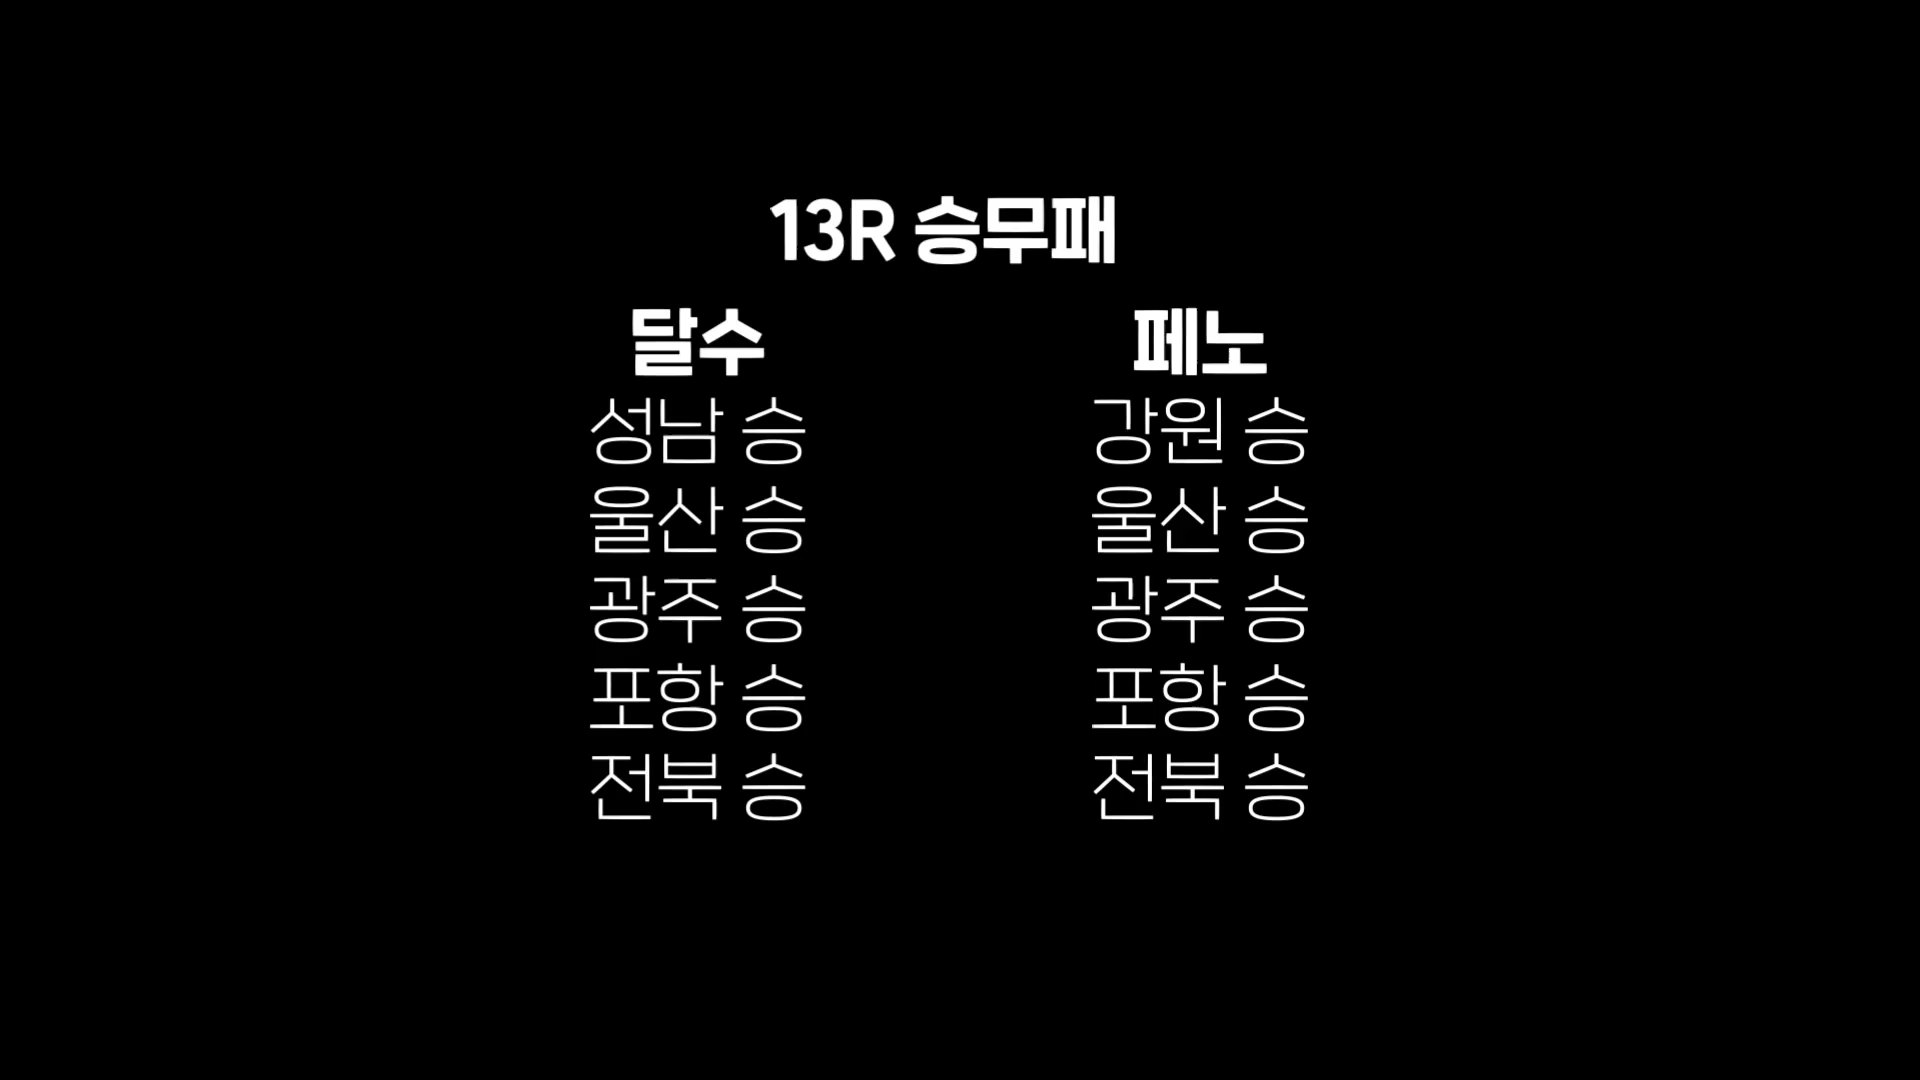 13R 승무패
달수 페노
성남 승 강원 승
울산 승 울산 승
광주 승 광주 승
포항 승 포항 승
전북 승 전북 승